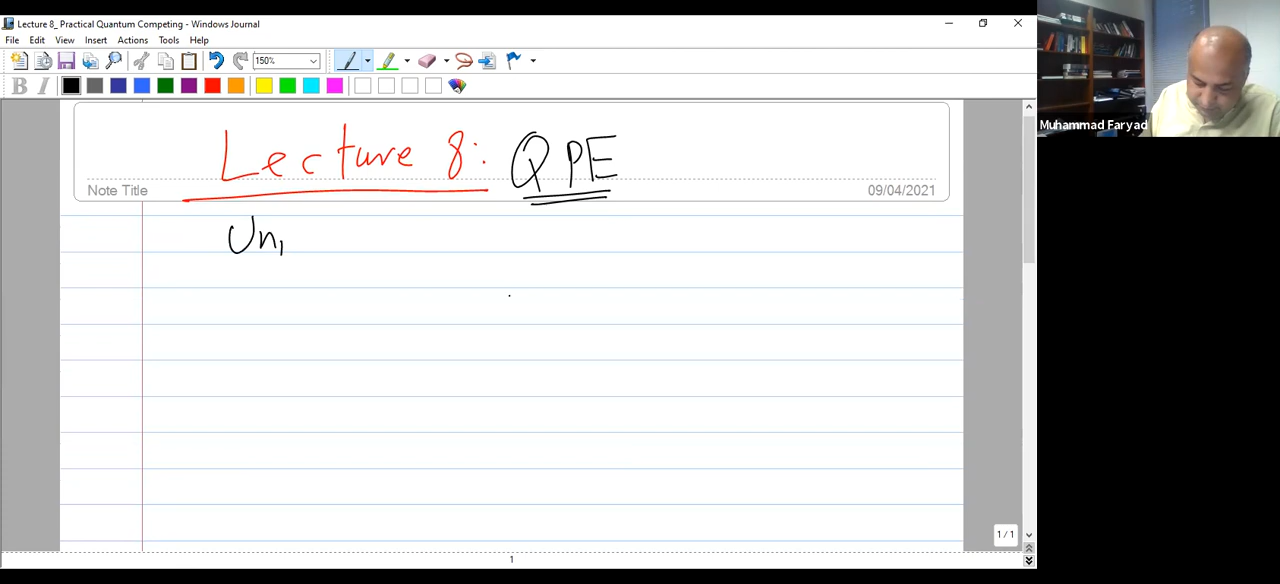 Lecture 8_ Practical Quantum Competing - Windows Journal
File Edit View Insert Actions Tools Help
150%
B I
Muhammad Faryad
Lecture 8: QPE
Note Title 09/04/2021
Uni
1 / 1
1